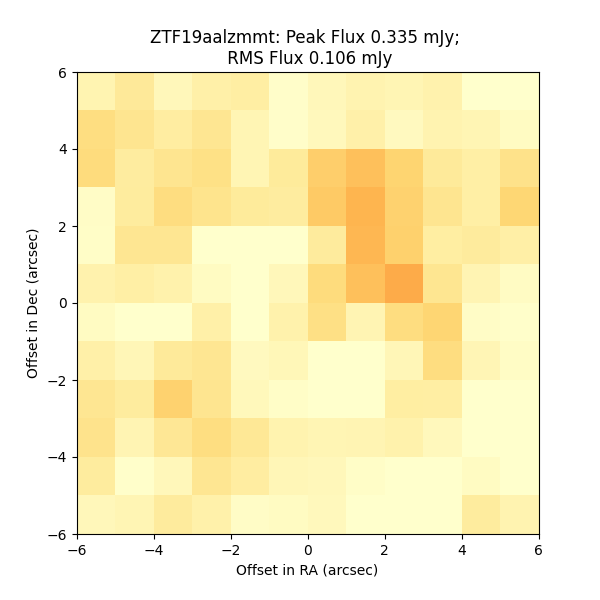 ZTF19aalzmmt: Peak Flux 0.335 mJy;
RMS Flux 0.106 mJy
6
4
2
0
−2
−4
−6
Offset in Dec (arcsec)
−6 −4 −2 0 2 4 6
Offset in RA (arcsec)